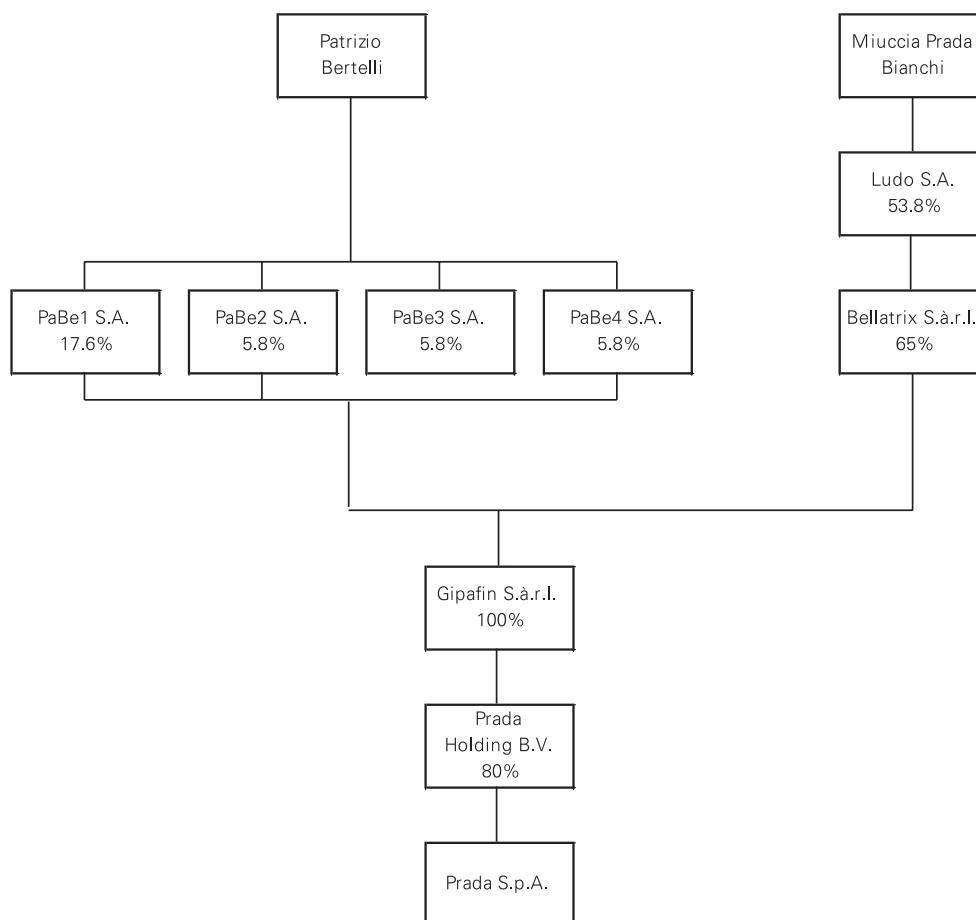 Patrizio
Bertelli
Miuccia Prada
Bianchi
Ludo S.A.
53.8%
PaBe1 S.A.
17.6%
PaBe2 S.A.
5.8%
PaBe3 S.A.
5.8%
PaBe4 S.A.
5.8%
Bellatrix S.à.r.l.
65%
Gipafin S.à.r.l.
100%
Prada
Holding B.V.
80%
Prada S.p.A.